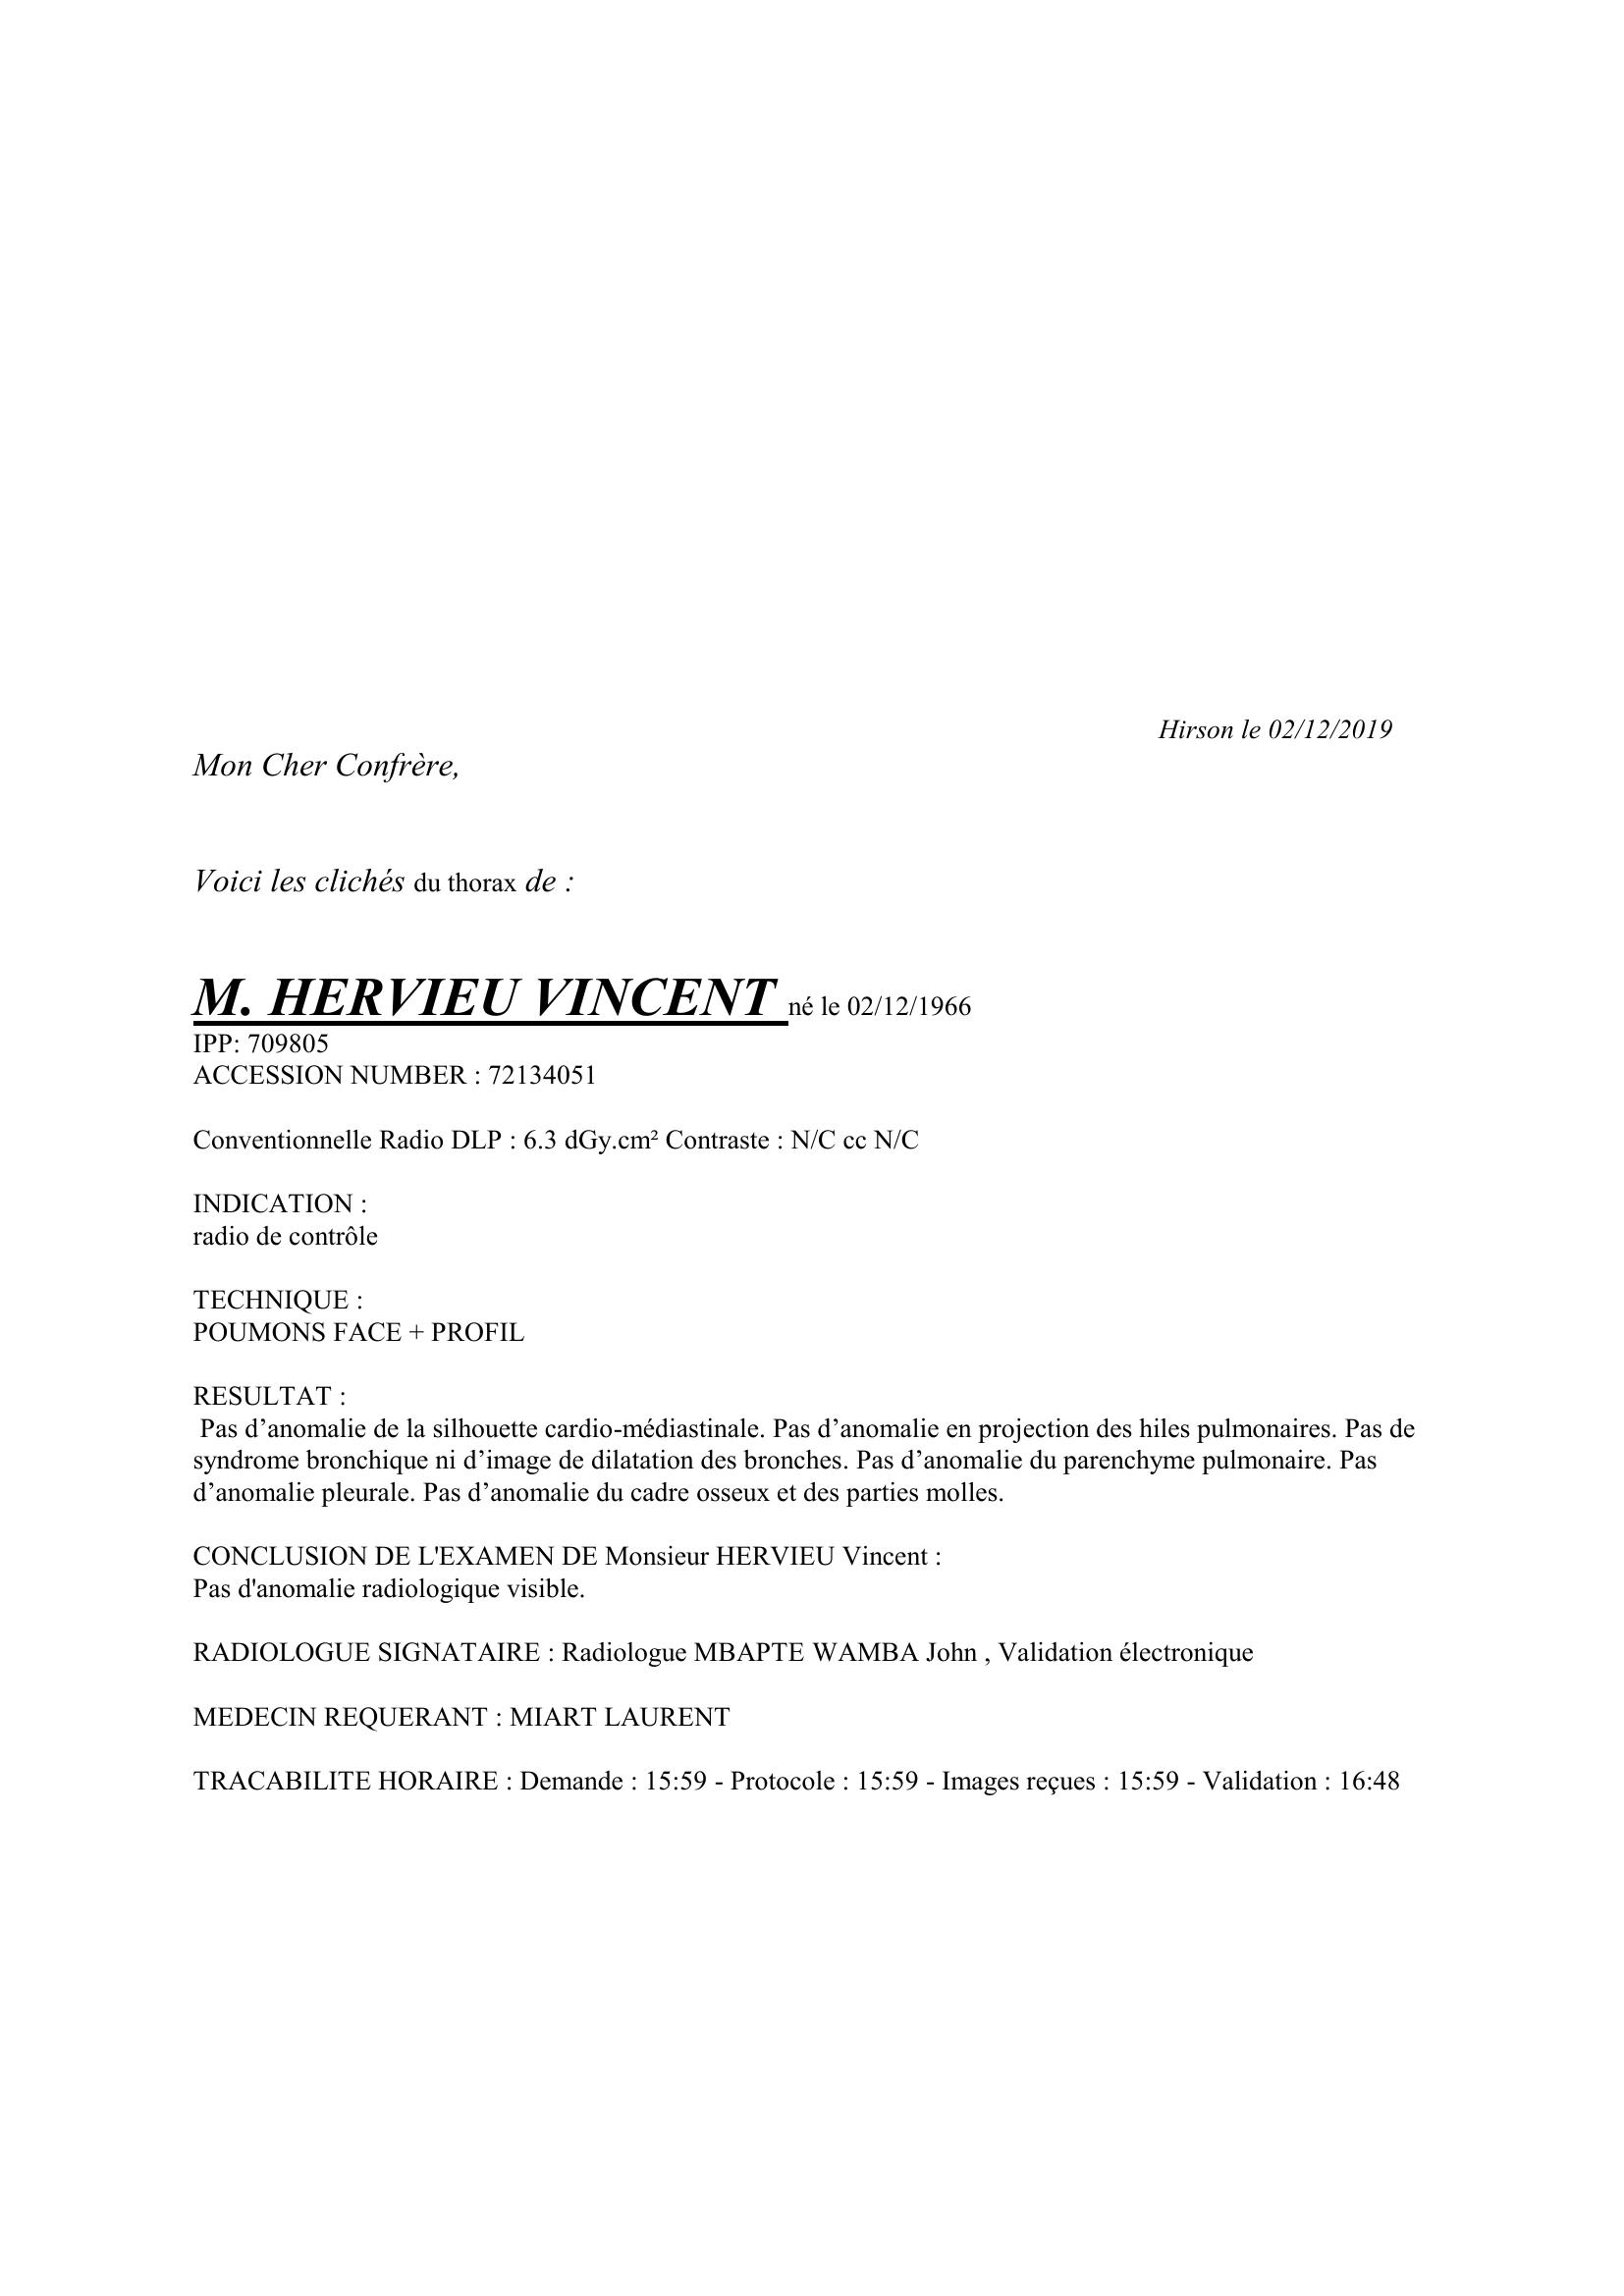 Hirson le 02/12/2019
Mon Cher Confrère,
Voici les clichés du thorax de :
M. HERVIEU VINCENT né le 02/12/1966
IPP: 709805
ACCESSION NUMBER : 72134051
Conventionnelle Radio DLP : 6.3 dGy.cm² Contraste : N/C cc N/C
INDICATION :
radio de contrôle
TECHNIQUE :
POUMONS FACE + PROFIL
RESULTAT :
Pas d’anomalie de la silhouette cardio-médiastinale. Pas d’anomalie en projection des hiles pulmonaires. Pas de
syndrome bronchique ni d’image de dilatation des bronches. Pas d’anomalie du parenchyme pulmonaire. Pas
d’anomalie pleurale. Pas d’anomalie du cadre osseux et des parties molles.
CONCLUSION DE L'EXAMEN DE Monsieur HERVIEU Vincent :
Pas d'anomalie radiologique visible.
RADIOLOGUE SIGNATAIRE : Radiologue MBAPTE WAMBA John , Validation électronique
MEDECIN REQUERANT : MIART LAURENT
TRACABILITE HORAIRE : Demande : 15:59 - Protocole : 15:59 - Images reçues : 15:59 - Validation : 16:48